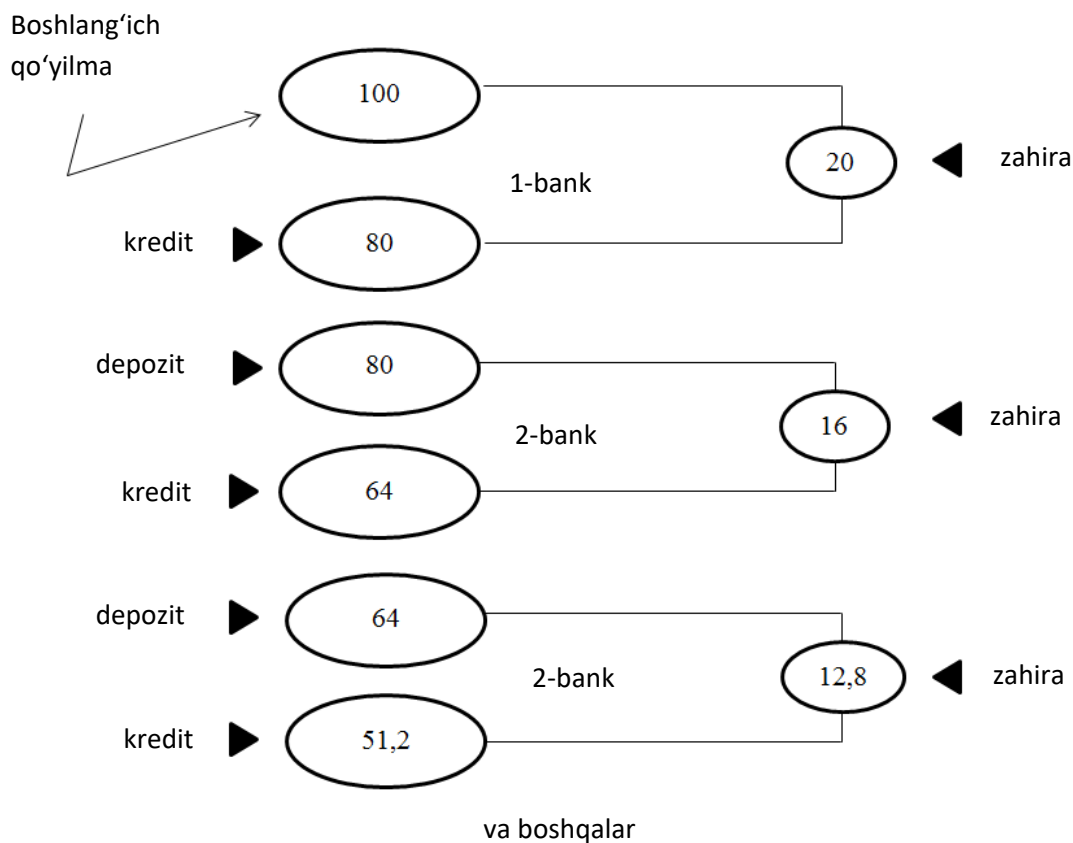 Boshlang‘ich
qo‘yilma
100
20
zahira
1-bank
kredit
80
depozit
80
2-bank
16
zahira
kredit
64
depozit
64
2-bank
12,8
zahira
kredit
51,2
va boshqalar